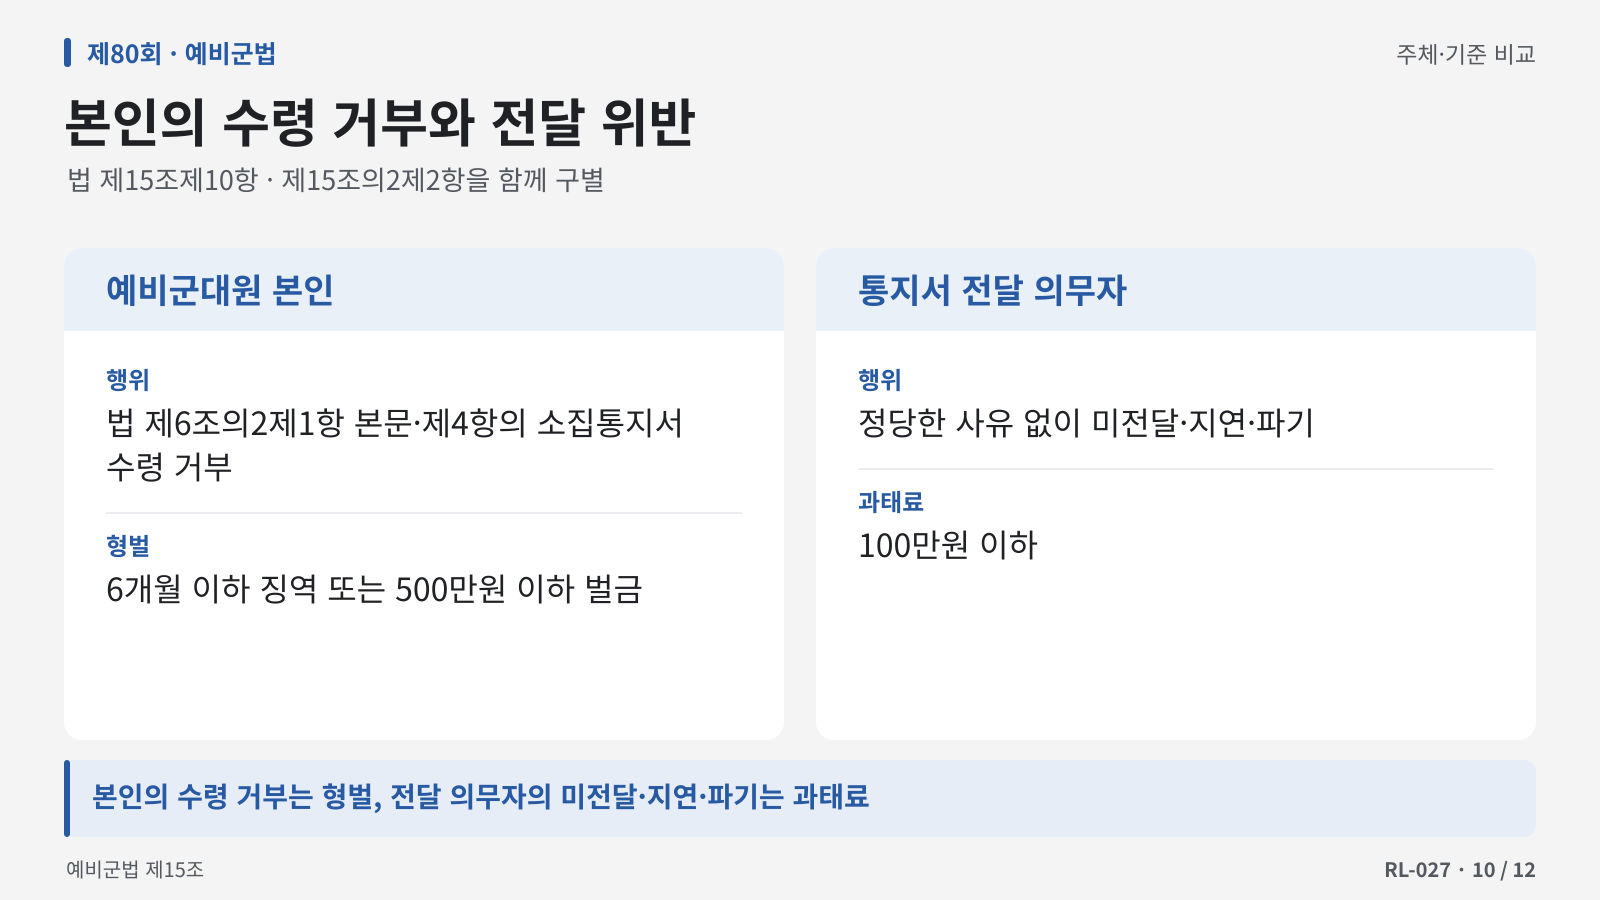 제80회 · 예비군법
주체·기준 비교
본인의 수령 거부와 전달 위반
법 제15조제10항 · 제15조의2제2항을 함께 구별
예비군대원 본인
행위
법 제6조의2제1항 본문·제4항의 소집통지서
수령 거부
형벌
6개월 이하 징역 또는 500만원 이하 벌금
통지서 전달 의무자
행위
정당한 사유 없이 미전달·지연·파기
과태료
100만원 이하
본인의 수령 거부는 형벌, 전달 의무자의 미전달·지연·파기는 과태료
예비군법 제15조
RL-027 · 10 / 12